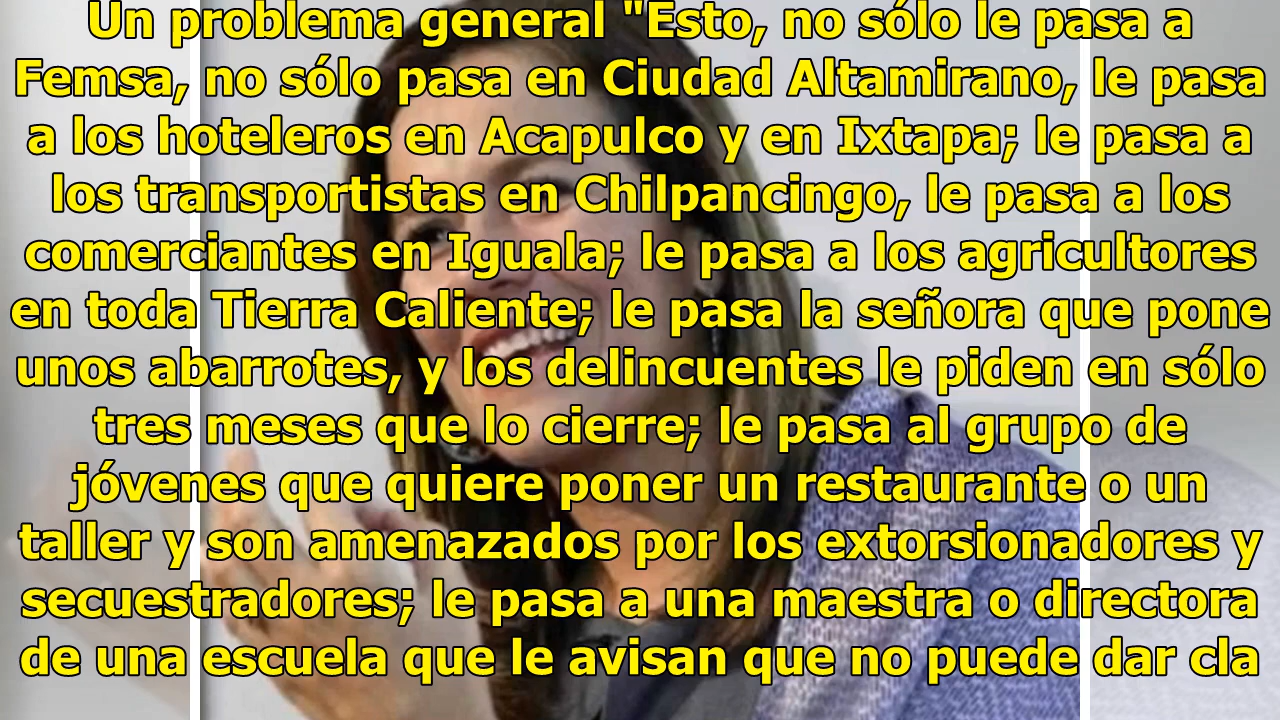 Un problema general "Esto, no sólo le pasa a
Femsa, no sólo pasa en Ciudad Altamirano, le pasa
a los hoteleros en Acapulco y en Ixtapa; le pasa a
los transportistas en Chilpancingo, le pasa a los
comerciantes en Iguala; le pasa a los agricultores
en toda Tierra Caliente; le pasa la señora que pone
unos abarrotes, y los delincuentes le piden en sólo
tres meses que lo cierre; le pasa al grupo de
jóvenes que quiere poner un restaurante o un
taller y son amenazados por los extorsionadores y
secuestradores; le pasa a una maestra o directora
de una escuela que le avisan que no puede dar cla